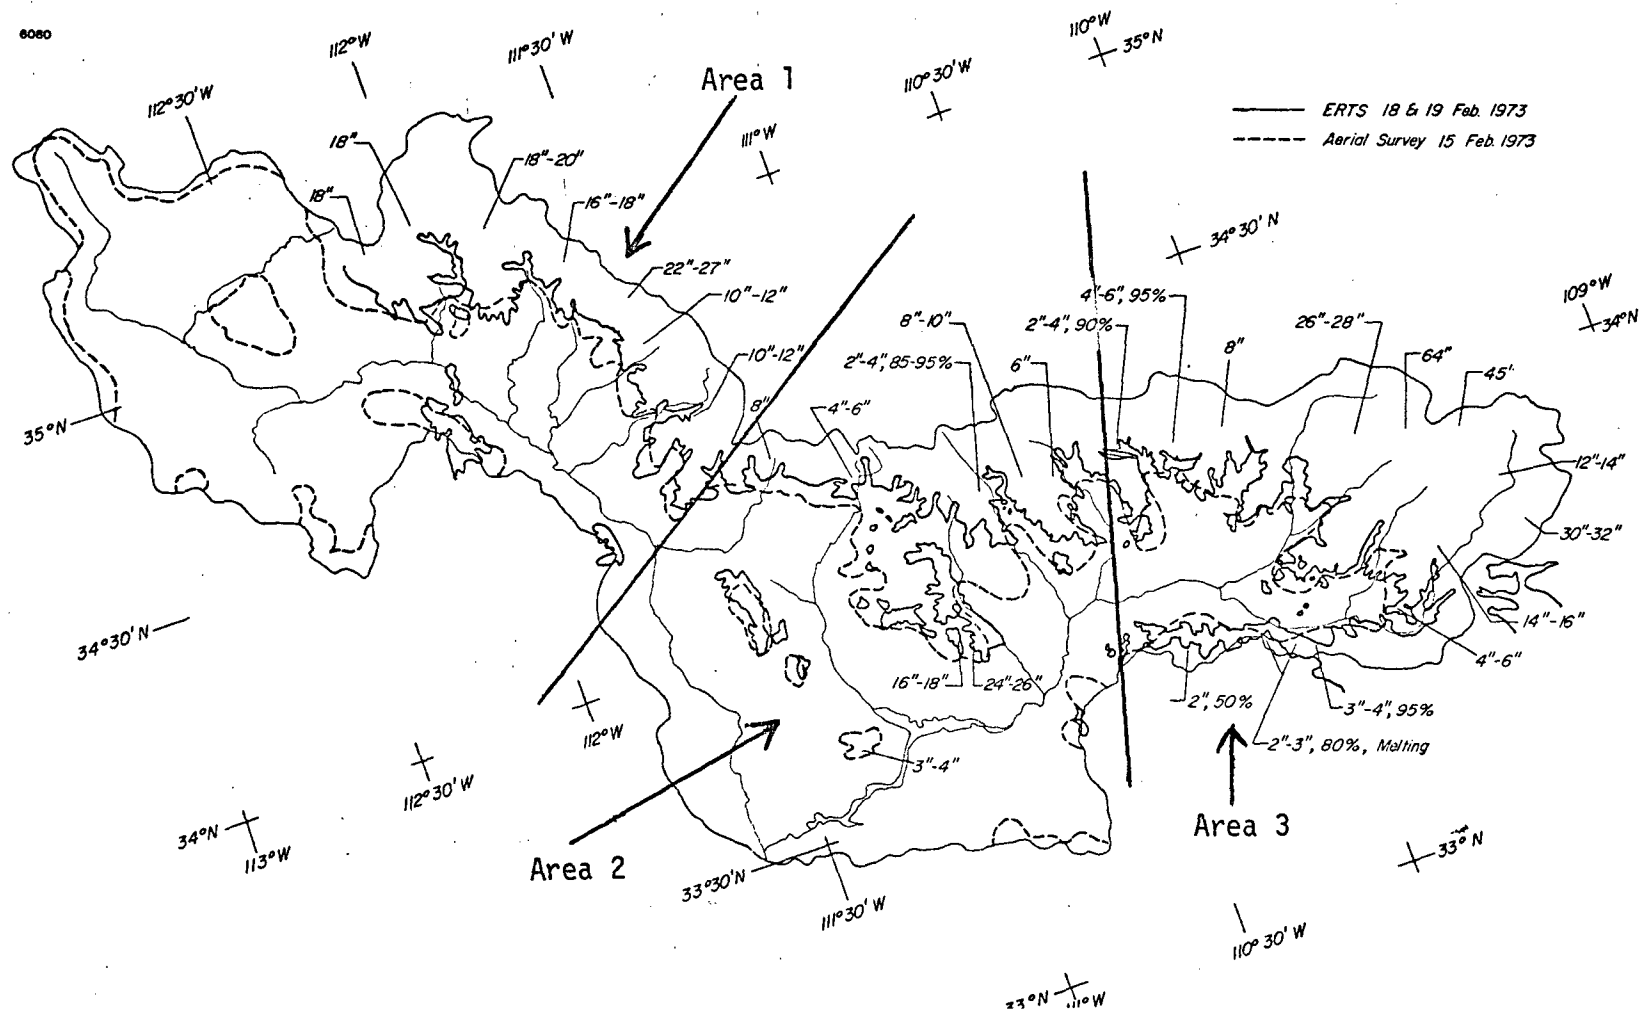 6080
112°W
111°30' W
110°W
35°N
112°30' W
Area 1
110°30' W
111°W
ERTS 18 & 19 Feb. 1973
Aerial Survey 15 Feb. 1973
18"
18"-20"
18"
16"-18"
34°30' N
22"-27"
10"-12"
4"-6", 95%
109°W
34°N
8"-10"
2"-4", 90%
26"-28"
10"-12"
2"-4", 85-95%
6"
8"
64"
45'
8"
4"-6"
35°N
12"-14"
30"-32"
34°30' N
14"-16"
4"-6"
16"-18"
24"-26"
2", 50%
3"-4", 95%
112°W
2"-3", 80%, Melting
3"-4"
112°30' W
Area 3
34°N
113°W
33° N
Area 2
33°30'N
111°30' W
110°30' W
33°N
111°W